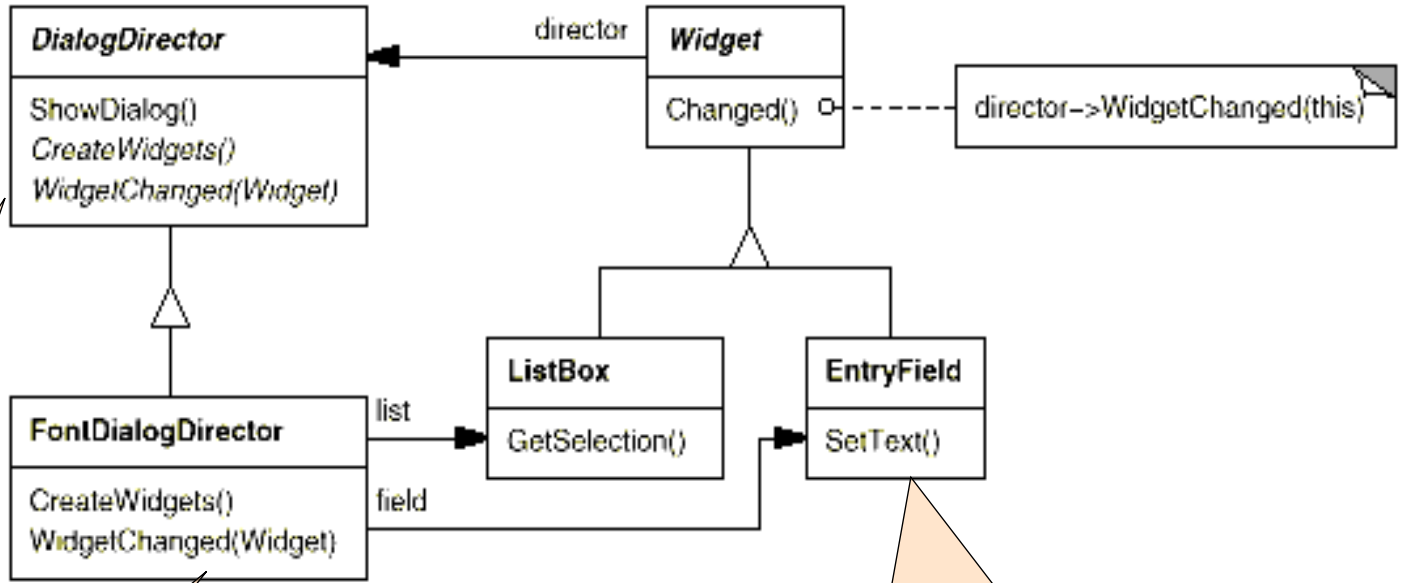 DialogDirector
ShowDialog()
CreateWidgets()
WidgetChanged(Widget)
director
Widget
Changed()
director–>WidgetChanged(this)
FontDialogDirector
CreateWidgets()
WidgetChanged(Widget)
list
field
ListBox
GetSelection()
EntryField
SetText()